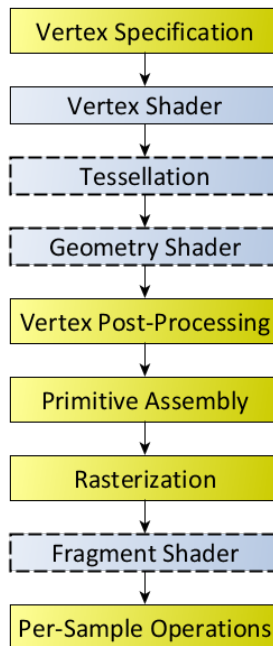 Vertex Specification
Vertex Shader
Tessellation
Geometry Shader
Vertex Post-Processing
Primitive Assembly
Rasterization
Fragment Shader
Per-Sample Operations